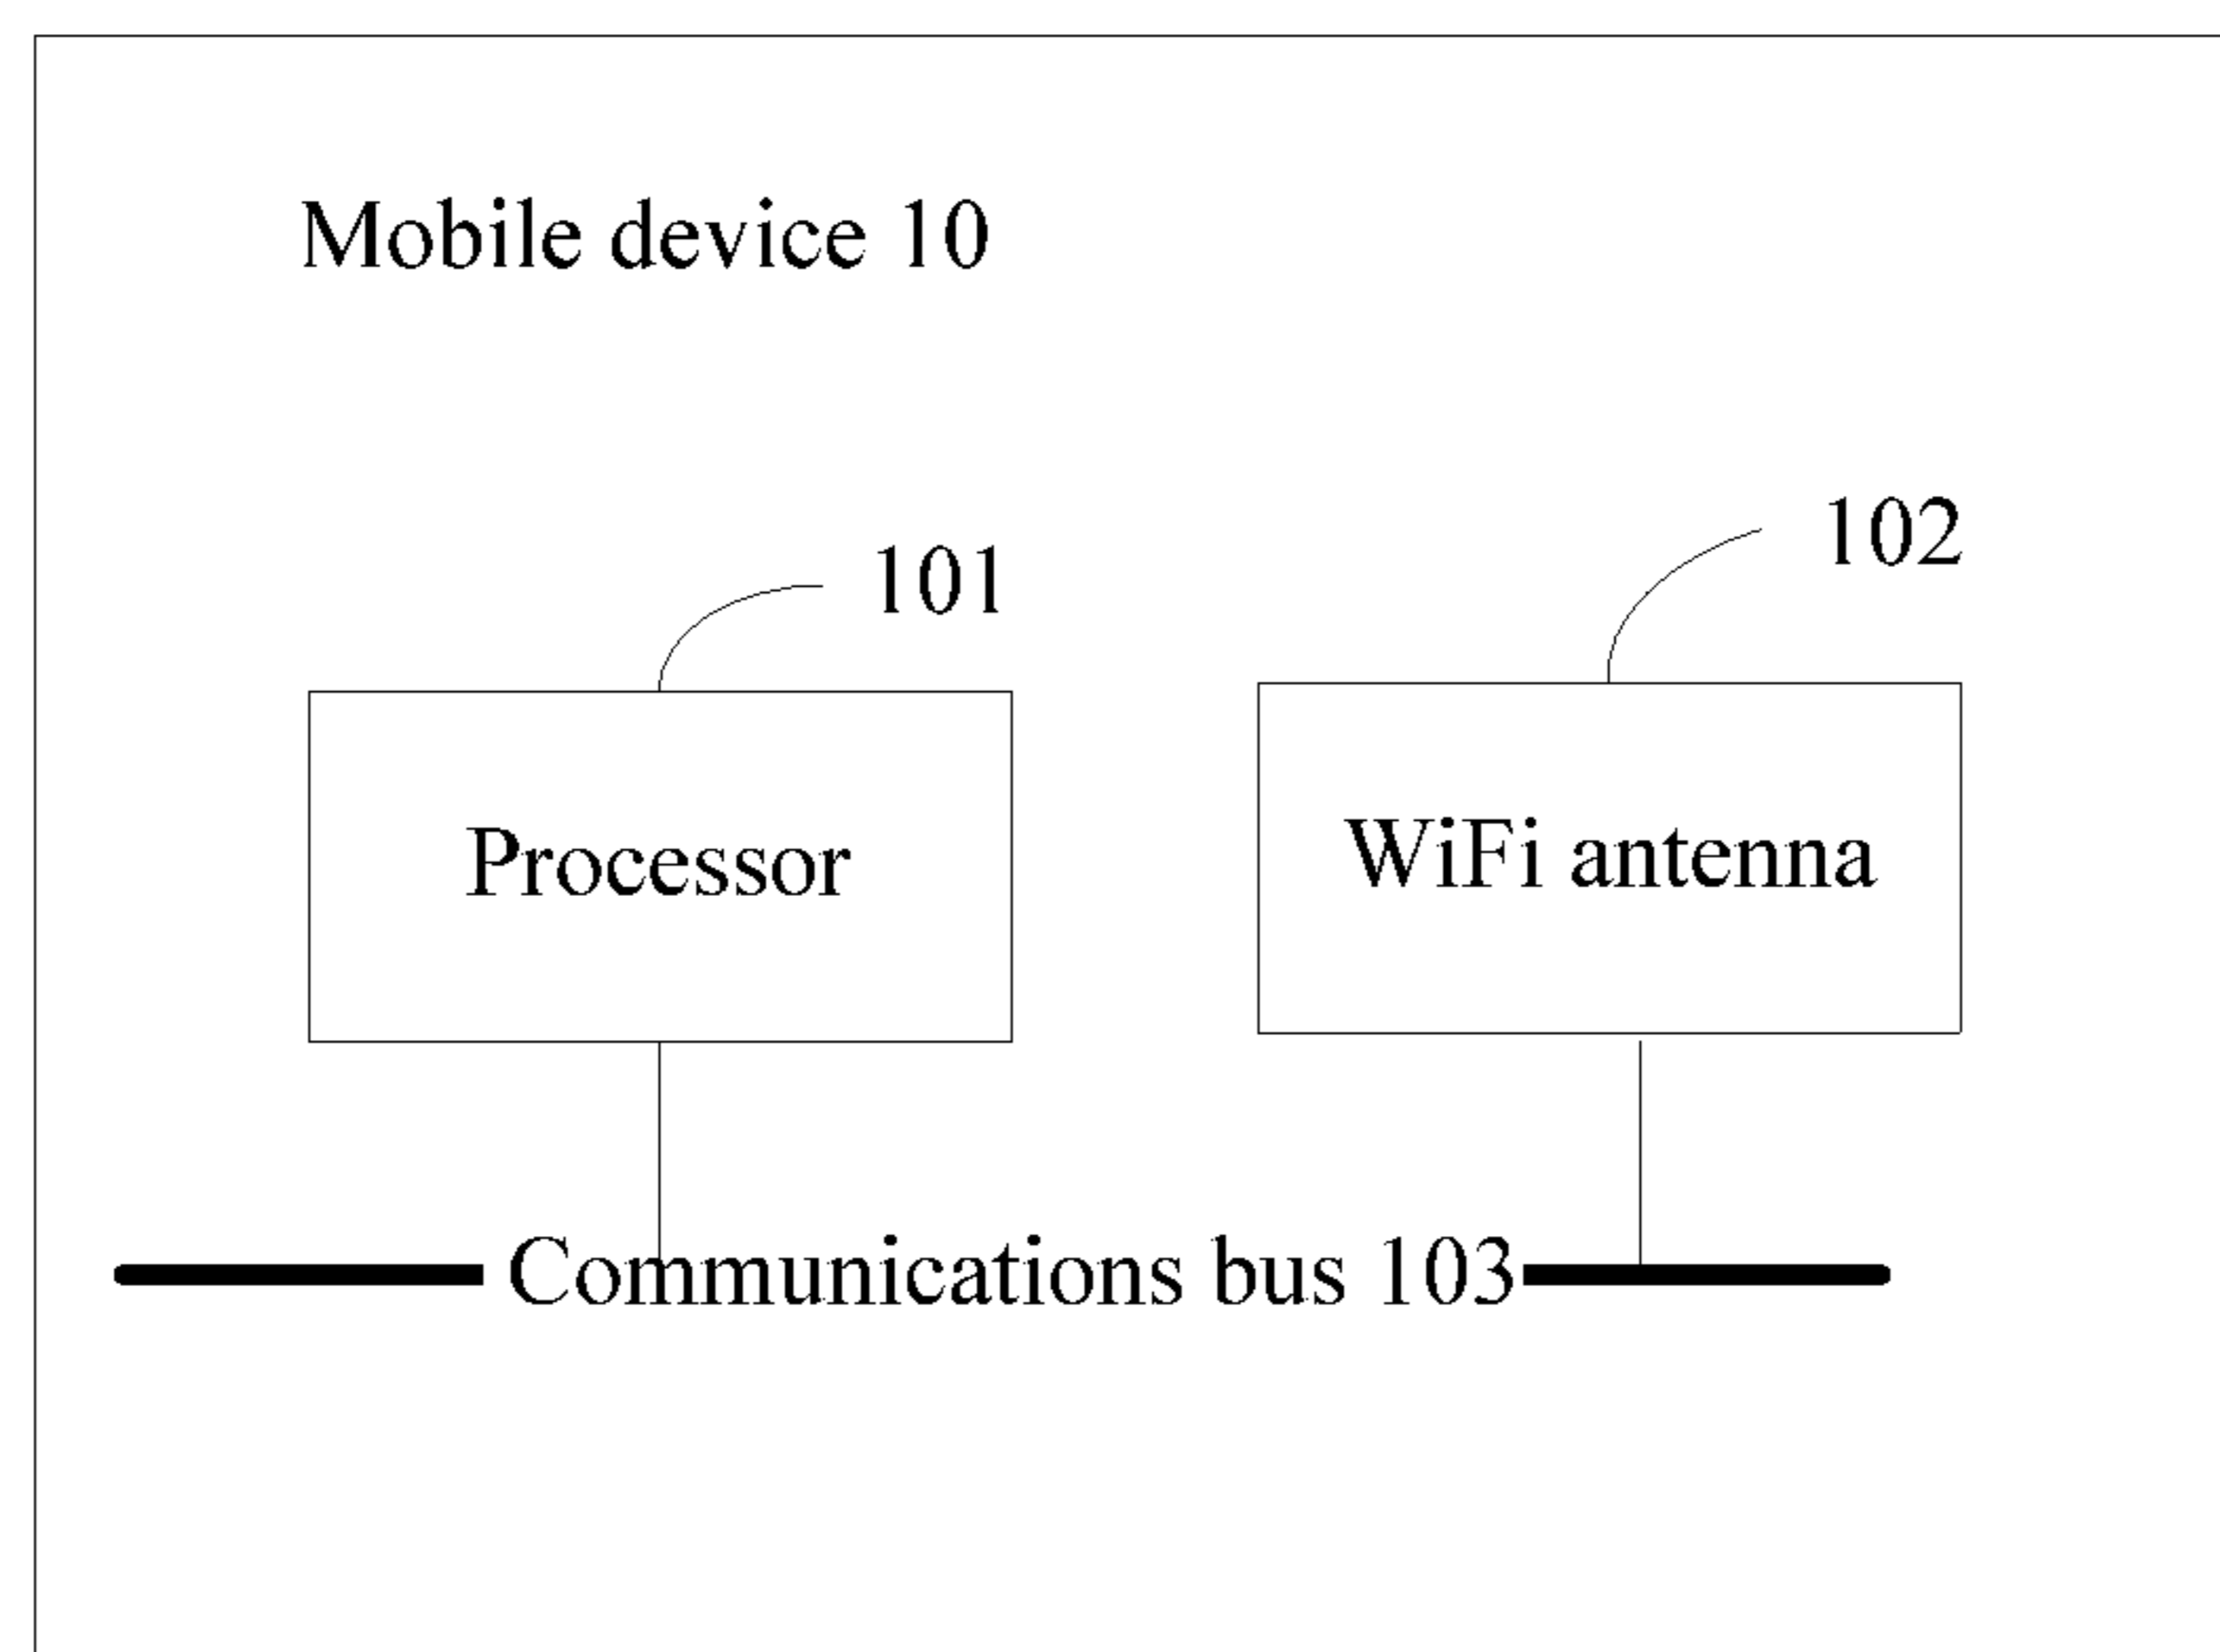 Mobile device 10
101
102
Processor
WiFi antenna
Communications bus 103